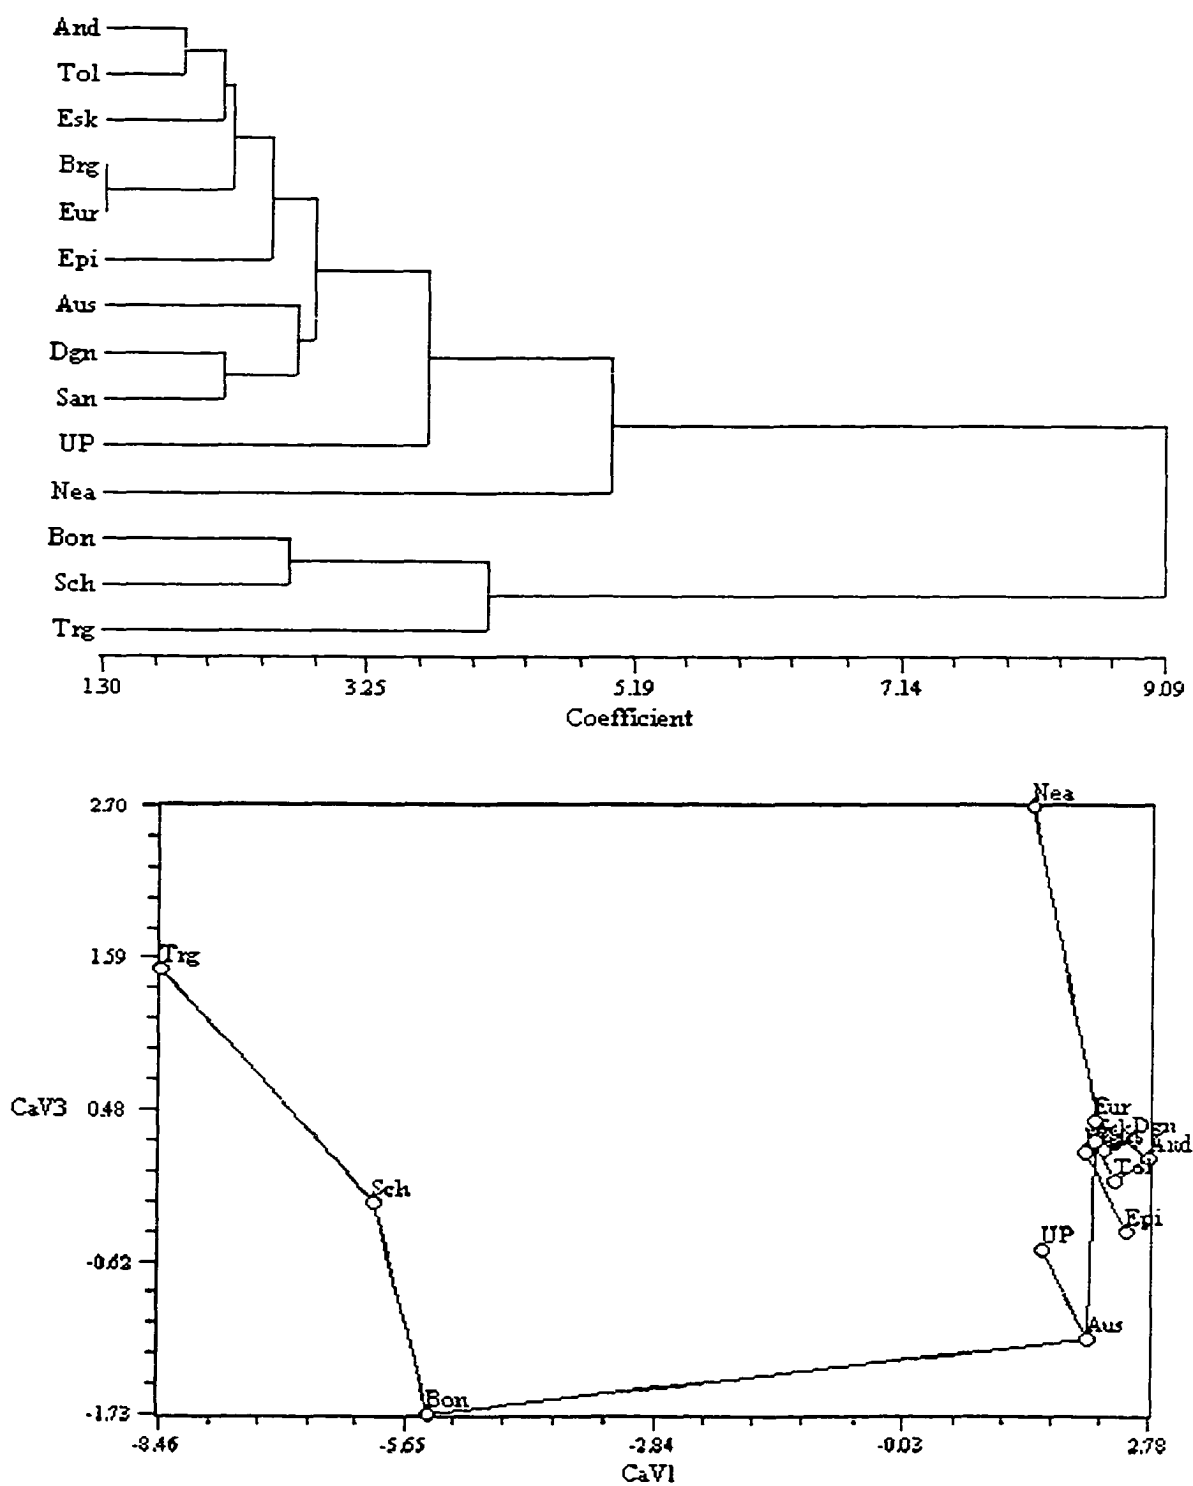 And
Tol
Esk
Brg
Eur
Epi
Aus
Dgn
San
UP
Nea
Bon
Sch
Trg
1.30 3.25 5.19 7.14 9.09
Coefficient
Nea
2.70
Trg
1.59
CaV3 0.48
Eur
Dgn
And
Tol
Sch
Epi
UP
-0.62
Aus
Bon
-1.73
-8.46 -5.65 -2.84 -0.03 2.78
CaV1